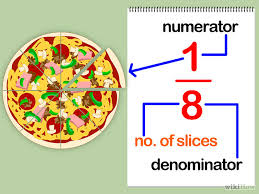 numerator
1
8
no. of slices
denominator
wikiHow